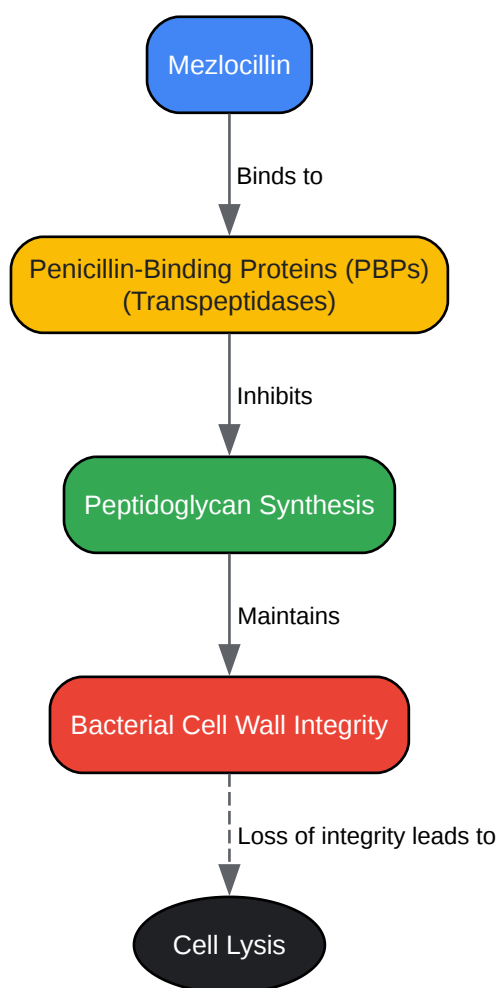 Mezlocillin
Binds to
Penicillin-Binding Proteins (PBPs)
(Transpeptidases)
Inhibits
Peptidoglycan Synthesis
Maintains
Bacterial Cell Wall Integrity
Loss of integrity leads to
Cell Lysis